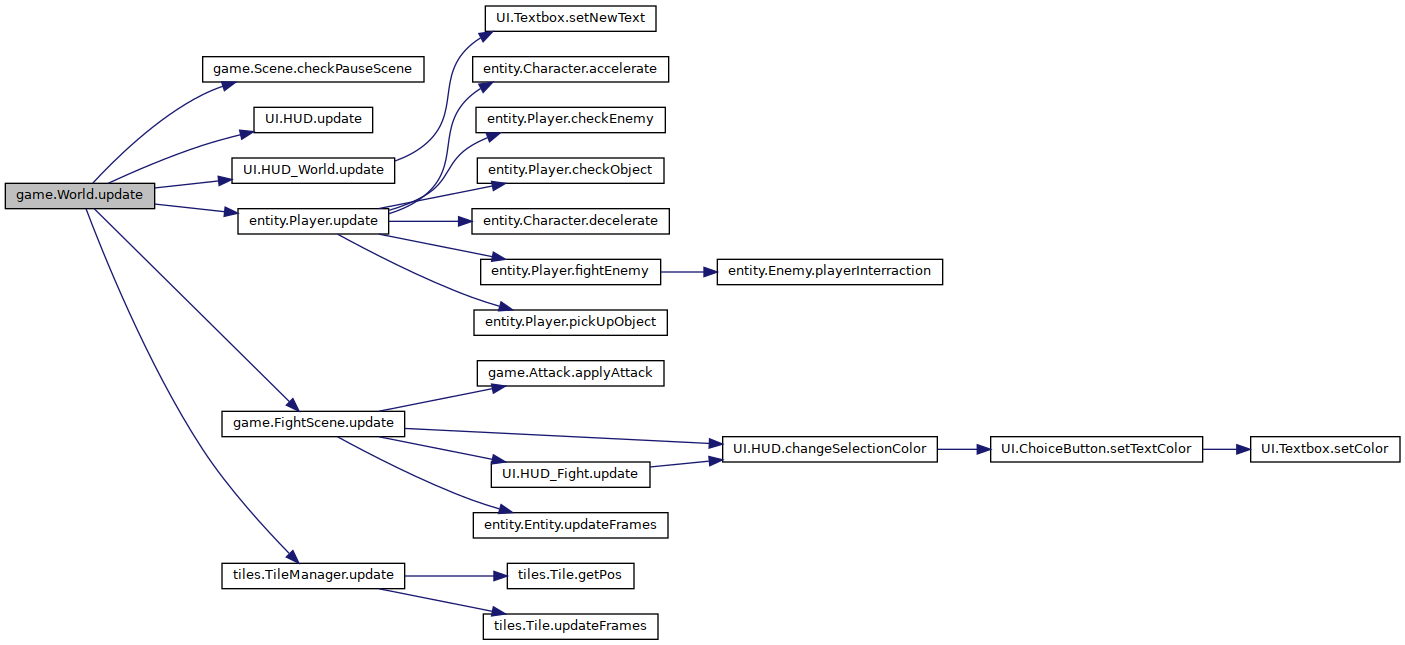 UI.Textbox.setNewText
game.Scene.checkPauseScene
entity.Character.accelerate
UI.HUD.update
entity.Player.checkEnemy
UI.HUD_World.update
entity.Player.checkObject
game.World.update
entity.Player.update
entity.Character.decelerate
entity.Player.fightEnemy
entity.Enemy.playerInterraction
entity.Player.pickUpObject
game.Attack.applyAttack
game.FightScene.update
UI.HUD.changeSelectionColor
UI.ChoiceButton.setTextColor
UI.Textbox.setColor
UI.HUD_Fight.update
entity.Entity.updateFrames
tiles.TileManager.update
tiles.Tile.getPos
tiles.Tile.updateFrames